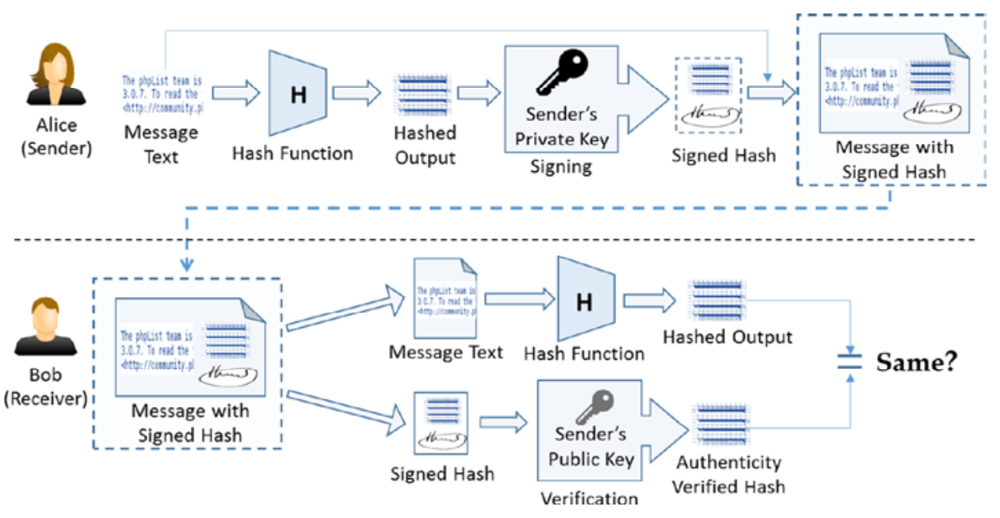 Alice
(Sender)
The phpList team is
3.0.7. To read the
<http://community.pl
Message
Text
H
Hash Function
Hashed
Output
Sender's
Private Key
Signing
Signed Hash
The phpList team is
3.0.7. To read the
<http://community.pl
Message with
Signed Hash
Bob
(Receiver)
The phpList team is
3.0.7. To read the
<http://community.pl
Message with
Signed Hash
The phpList team is
3.0.7. To read the
<http://community.pl
Message Text
H
Hash Function
Hashed Output
Signed Hash
Sender's
Public Key
Verification
Authenticity
Verified Hash
Same?